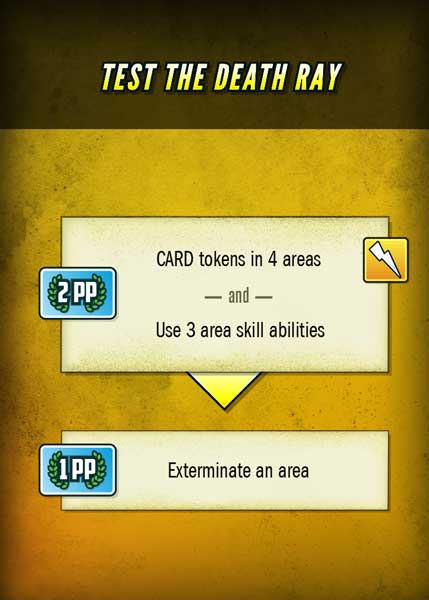 TEST THE DEATH RAY
CARD tokens in 4 areas
2 PP
— and —
Use 3 area skill abilities
1 PP
Exterminate an area